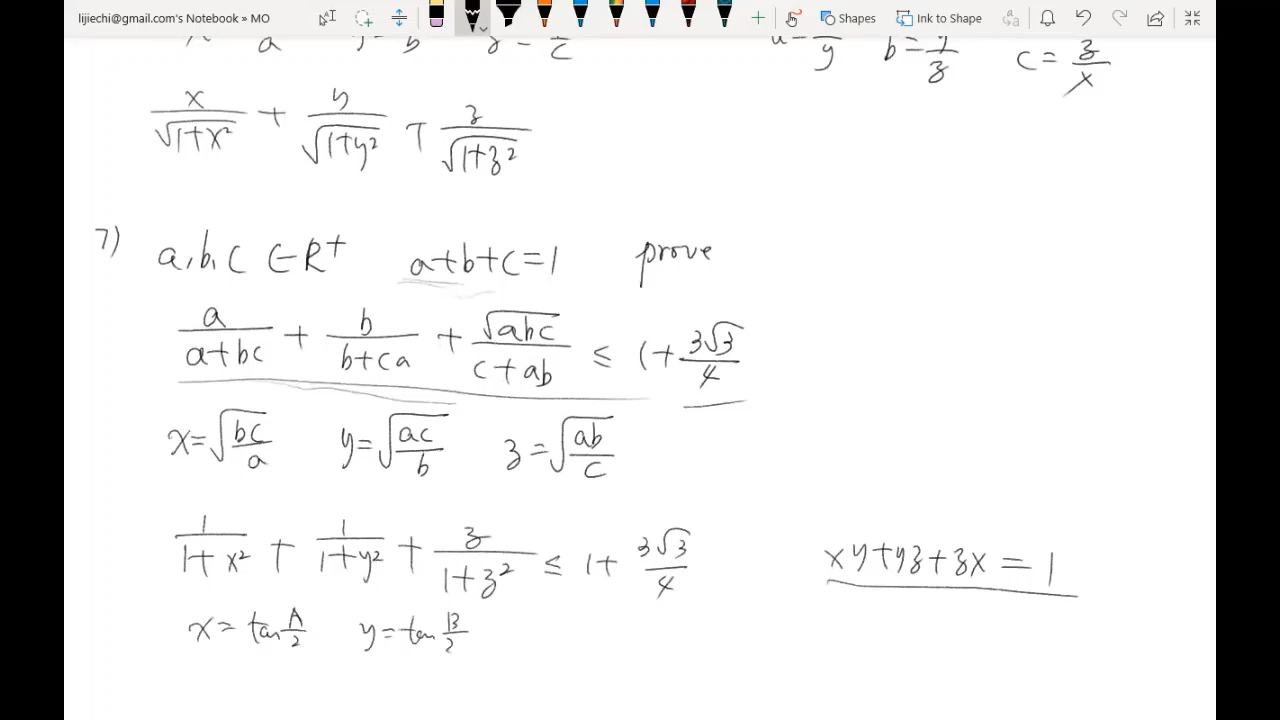 lijiechi@gmail.com's Notebook » MO
Shapes Ink to Shape
a b c y b = y/z c = z/x
x/√(1+x²) + y/√(1+y²) + z/√(1+z²)
7) a,b,c ∈ R⁺ a+b+c=1 prove
a/(a+bc) + b/(b+ca) + √(abc)/(c+ab) ≤ 1 + 3√3/4
x=√(bc/a) y=√(ac/b) z=√(ab/c)
1/(1+x²) + 1/(1+y²) + z/(1+z²) ≤ 1 + 3√3/4 xy+yz+zx = 1
x = tan A/2 y = tan B/2